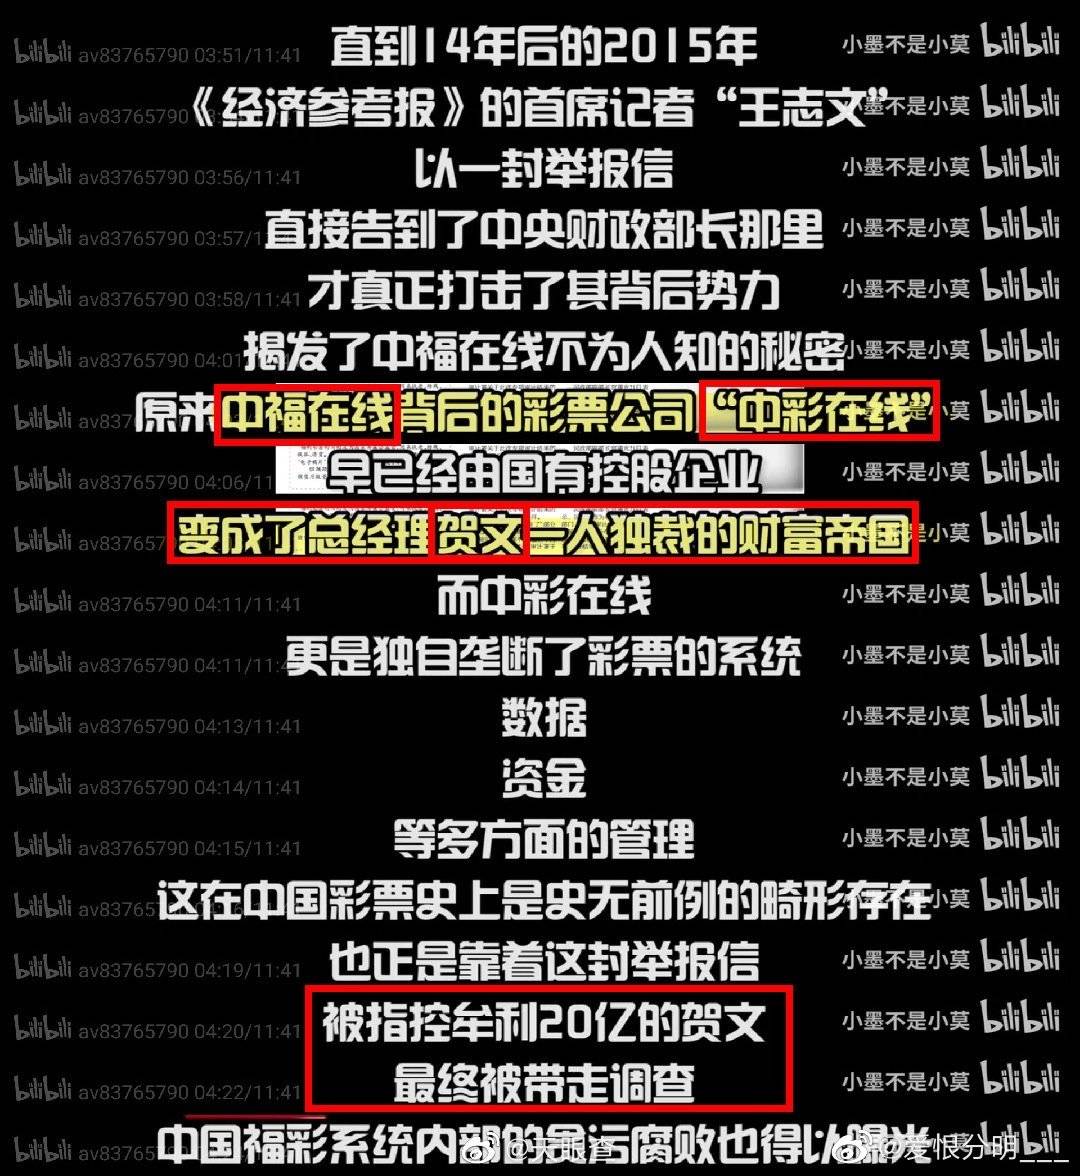 bilibili av83765790 03:51/11:41 直到14年后的2015年 小墨不是小莫 bilibili
bilibili av83765790 《经济参考报》的首席记者“王志文” 小墨不是小莫 bilibili
bilibili av83765790 03:56/11:41 以一封举报信 小墨不是小莫 bilibili
bilibili av83765790 03:57/11:41 直接告到了中央财政部长那里 小墨不是小莫 bilibili
bilibili av83765790 03:58/11:41 才真正打击了其背后势力 小墨不是小莫 bilibili
bilibili av83765790 04:01 揭发了中福在线不为人知的秘密 小墨不是小莫 bilibili
bilibili av83765790 原来中福在线背后的彩票公司“中彩在线” 小墨不是小莫 bilibili
bilibili av83765790 04:06/11 早已经由国有控股企业 小墨不是小莫 bilibili
bilibili av83765790 变成了总经理贺文一人独裁的财富帝国 小墨不是小莫 bilibili
bilibili av83765790 04:11/11:41 而中彩在线 小墨不是小莫 bilibili
bilibili av83765790 04:11/11:41 更是独自垄断了彩票的系统 小墨不是小莫 bilibili
bilibili av83765790 04:13/11:41 数据 小墨不是小莫 bilibili
bilibili av83765790 04:14/11:41 资金 小墨不是小莫 bilibili
bilibili av83765790 04:15/11:41 等多方面的管理 小墨不是小莫 bilibili
bilibili av83765790 这在中国彩票史上是史无前例的畸形存在 小墨不是小莫 bilibili
bilibili av83765790 04:19/11:41 也正是靠着这封举报信 小墨不是小莫 bilibili
bilibili av83765790 04:20/11:41 被指控牟利20亿的贺文 小墨不是小莫 bilibili
bilibili av83765790 04:22/11:41 最终被带走调查 小墨不是小莫 bilibili
bilibili 中国福彩系统内部的贪污腐败也得以曝光 bilibili
@天眼查 @爱恨分明___